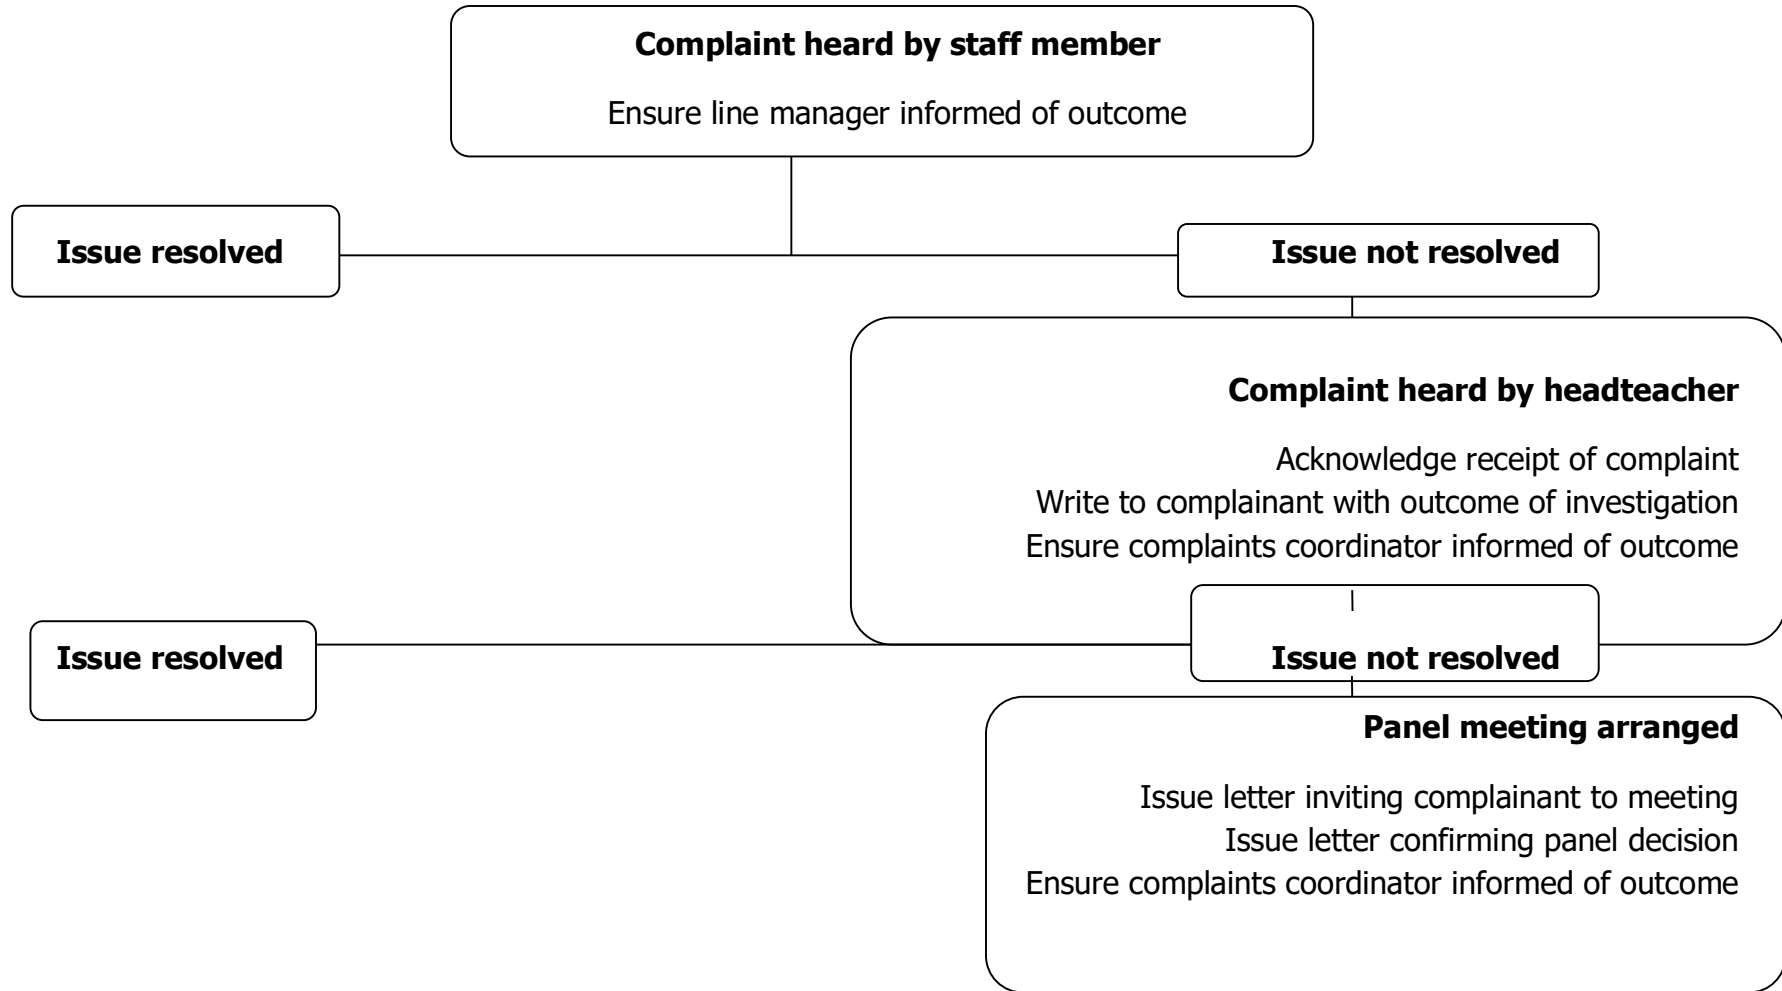 Complaint heard by staff member
Ensure line manager informed of outcome
Issue resolved
Issue not resolved
Complaint heard by headteacher
Acknowledge receipt of complaint
Write to complainant with outcome of investigation
Ensure complaints coordinator informed of outcome
Issue resolved
Issue not resolved
Panel meeting arranged
Issue letter inviting complainant to meeting
Issue letter confirming panel decision
Ensure complaints coordinator informed of outcome